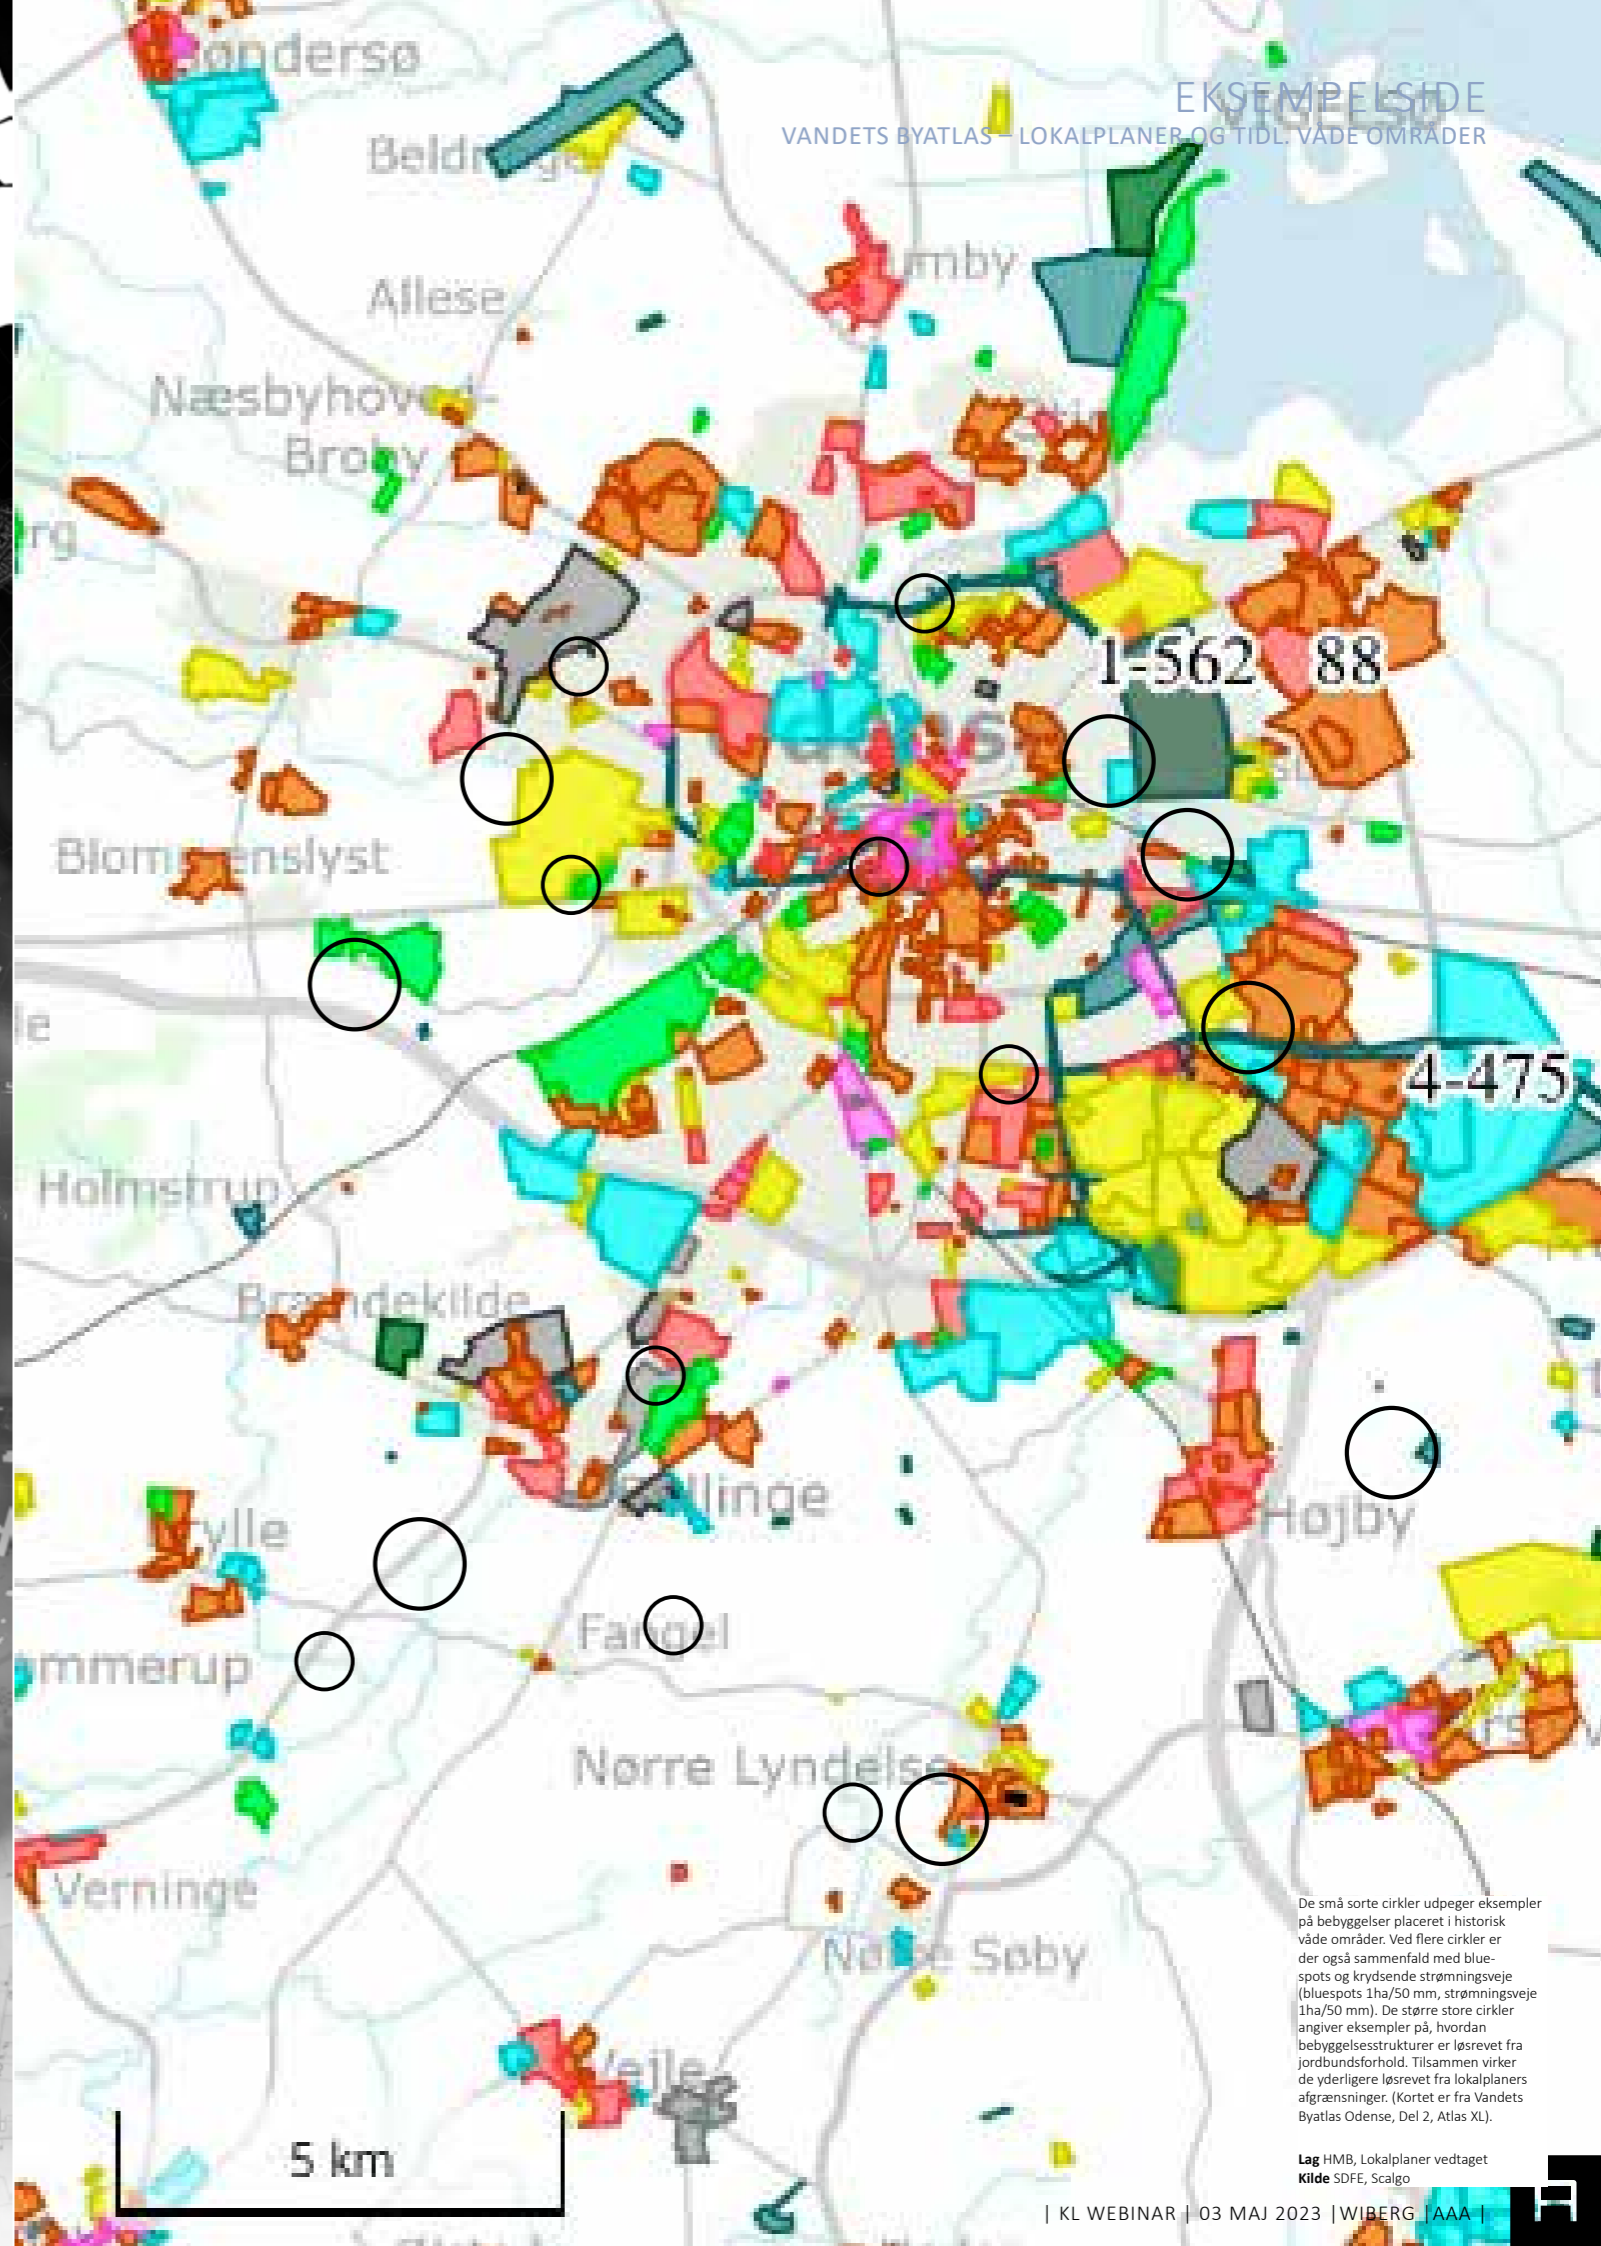 EKSEMPELSIDE
VANDETS BYATLAS – LOKALPLANER OG TIDL. VÅDE OMRÅDER
Allese
Næsbyhoved-
Broby
1-562
88
Blommenslyst
4-475
Holmstrup
Brændekilde
Højby
Fangel
Nørre Lyndelse
Verninge
Nørre Søby
5 km
De små sorte cirkler udpeger eksempler
på bebyggelser placeret i historisk
våde områder. Ved flere cirkler er
der også sammenfald med blue-
spots og krydsende strømningsveje
(bluespots 1ha/50 mm, strømningsveje
1ha/50 mm). De større store cirkler
angiver eksempler på, hvordan
bebyggelsesstrukturer er løsrevet fra
jordbundsforhold. Tilsammen virker
de yderligere løsrevet fra lokalplaners
afgrænsninger. (Kortet er fra Vandets
Byatlas Odense, Del 2, Atlas XL).
Lag HMB, Lokalplaner vedtaget
Kilde SDFE, Scalgo
| KL WEBINAR | 03 MAJ 2023 |WIBERG |AAA |